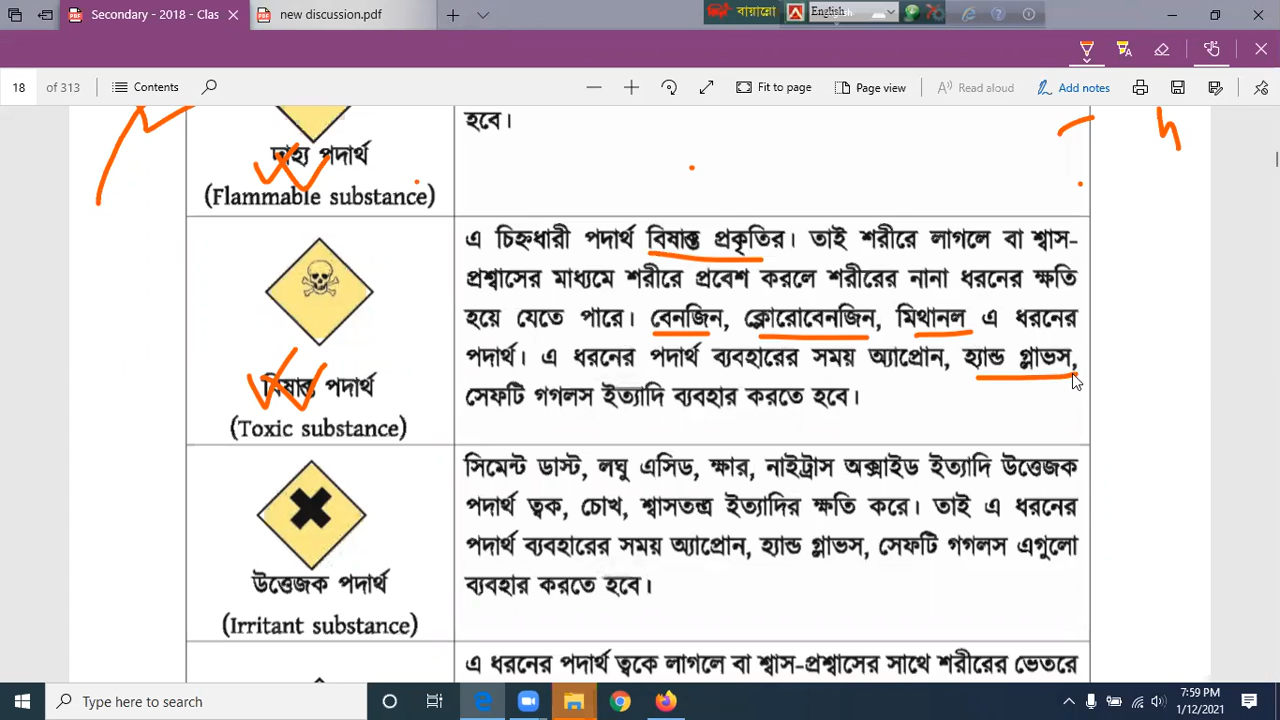 Secondary - 2018 - Clas
new discussion.pdf
বায়ান্নো
English
18 of 313
Contents
Fit to page
Page view
Read aloud
Add notes
হবে।
দাহ্য পদার্থ
(Flammable substance)
এ চিহ্নধারী পদার্থ বিষাক্ত প্রকৃতির। তাই শরীরে লাগলে বা শ্বাস-
প্রশ্বাসের মাধ্যমে শরীরে প্রবেশ করলে শরীরের নানা ধরনের ক্ষতি
হয়ে যেতে পারে। বেনজিন, ক্লোরোবেনজিন, মিথানল এ ধরনের
পদার্থ। এ ধরনের পদার্থ ব্যবহারের সময় অ্যাপ্রোন, হ্যান্ড গ্লাভস,
সেফটি গগলস ইত্যাদি ব্যবহার করতে হবে।
বিষাক্ত পদার্থ
(Toxic substance)
সিমেন্ট ডাস্ট, লঘু এসিড, ক্ষার, নাইট্রাস অক্সাইড ইত্যাদি উত্তেজক
পদার্থ ত্বক, চোখ, শ্বাসতন্ত্র ইত্যাদির ক্ষতি করে। তাই এ ধরনের
পদার্থ ব্যবহারের সময় অ্যাপ্রোন, হ্যান্ড গ্লাভস, সেফটি গগলস এগুলো
ব্যবহার করতে হবে।
উত্তেজক পদার্থ
(Irritant substance)
এ ধরনের পদার্থ ত্বকে লাগলে বা শ্বাস-প্রশ্বাসের সাথে শরীরের ভেতরে
Type here to search
7:59 PM
1/12/2021